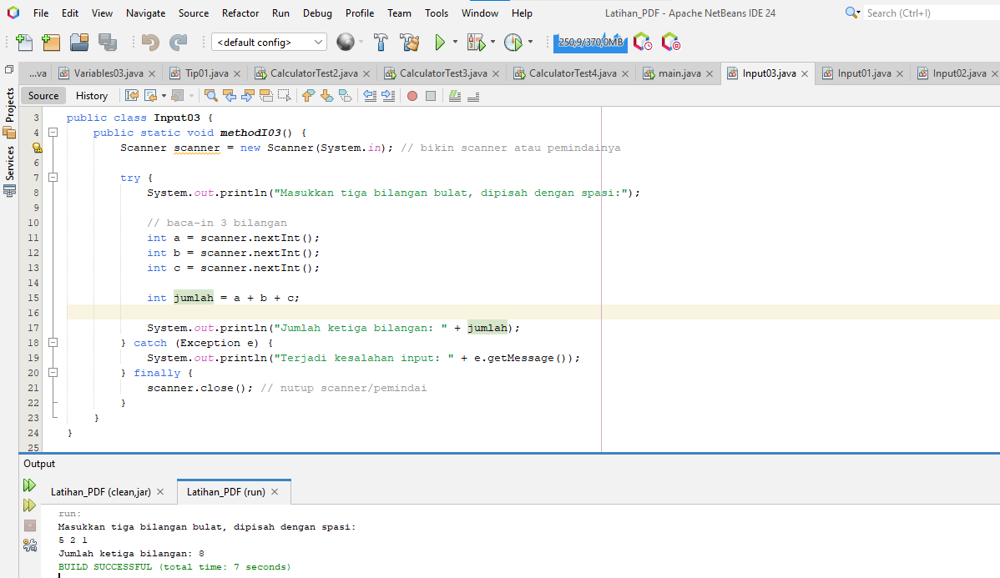 File Edit View Navigate Source Refactor Run Debug Profile Team Tools Window Help Latihan_PDF - Apache NetBeans IDE 24 Search (Ctrl+I)
<default config> 250,9/370,0MB
...va Variables03.java Tip01.java CalculatorTest2.java CalculatorTest3.java CalculatorTest4.java main.java Input03.java Input01.java Input02.java
Projects
Services
Source History
3 public class Input03 {
4 public static void methodI03() {
Scanner scanner = new Scanner(System.in); // bikin scanner atau pemindainya
6
7 try {
8 System.out.println("Masukkan tiga bilangan bulat, dipisah dengan spasi:");
9
10 // baca-in 3 bilangan
11 int a = scanner.nextInt();
12 int b = scanner.nextInt();
13 int c = scanner.nextInt();
14
15 int jumlah = a + b + c;
16
17 System.out.println("Jumlah ketiga bilangan: " + jumlah);
18 } catch (Exception e) {
19 System.out.println("Terjadi kesalahan input: " + e.getMessage());
20 } finally {
21 scanner.close(); // nutup scanner/pemindai
22 }
23 }
24 }
25
Output
Latihan_PDF (clean,jar) Latihan_PDF (run)
run:
Masukkan tiga bilangan bulat, dipisah dengan spasi:
5 2 1
Jumlah ketiga bilangan: 8
BUILD SUCCESSFUL (total time: 7 seconds)